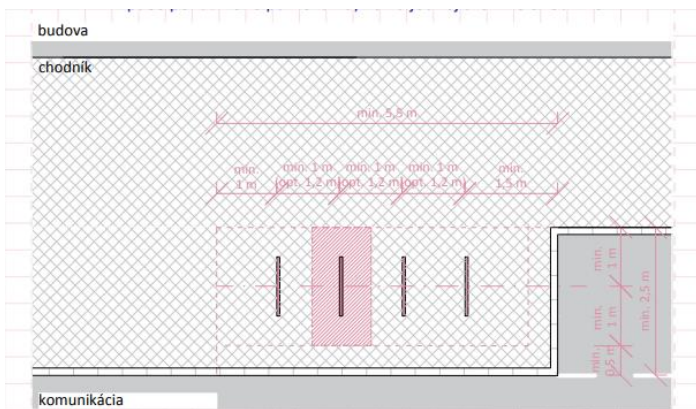 budova
chodník
min. 5,5 m
min. 1 m
min. 1 m (opt. 1,2 m)
min. 1 m (opt. 1,2 m)
min. 1 m (opt. 1,2 m)
min. 1,5 m
min. 1 m
min. 1 m
min. 0,5 m
min. 2,5 m
komunikácia